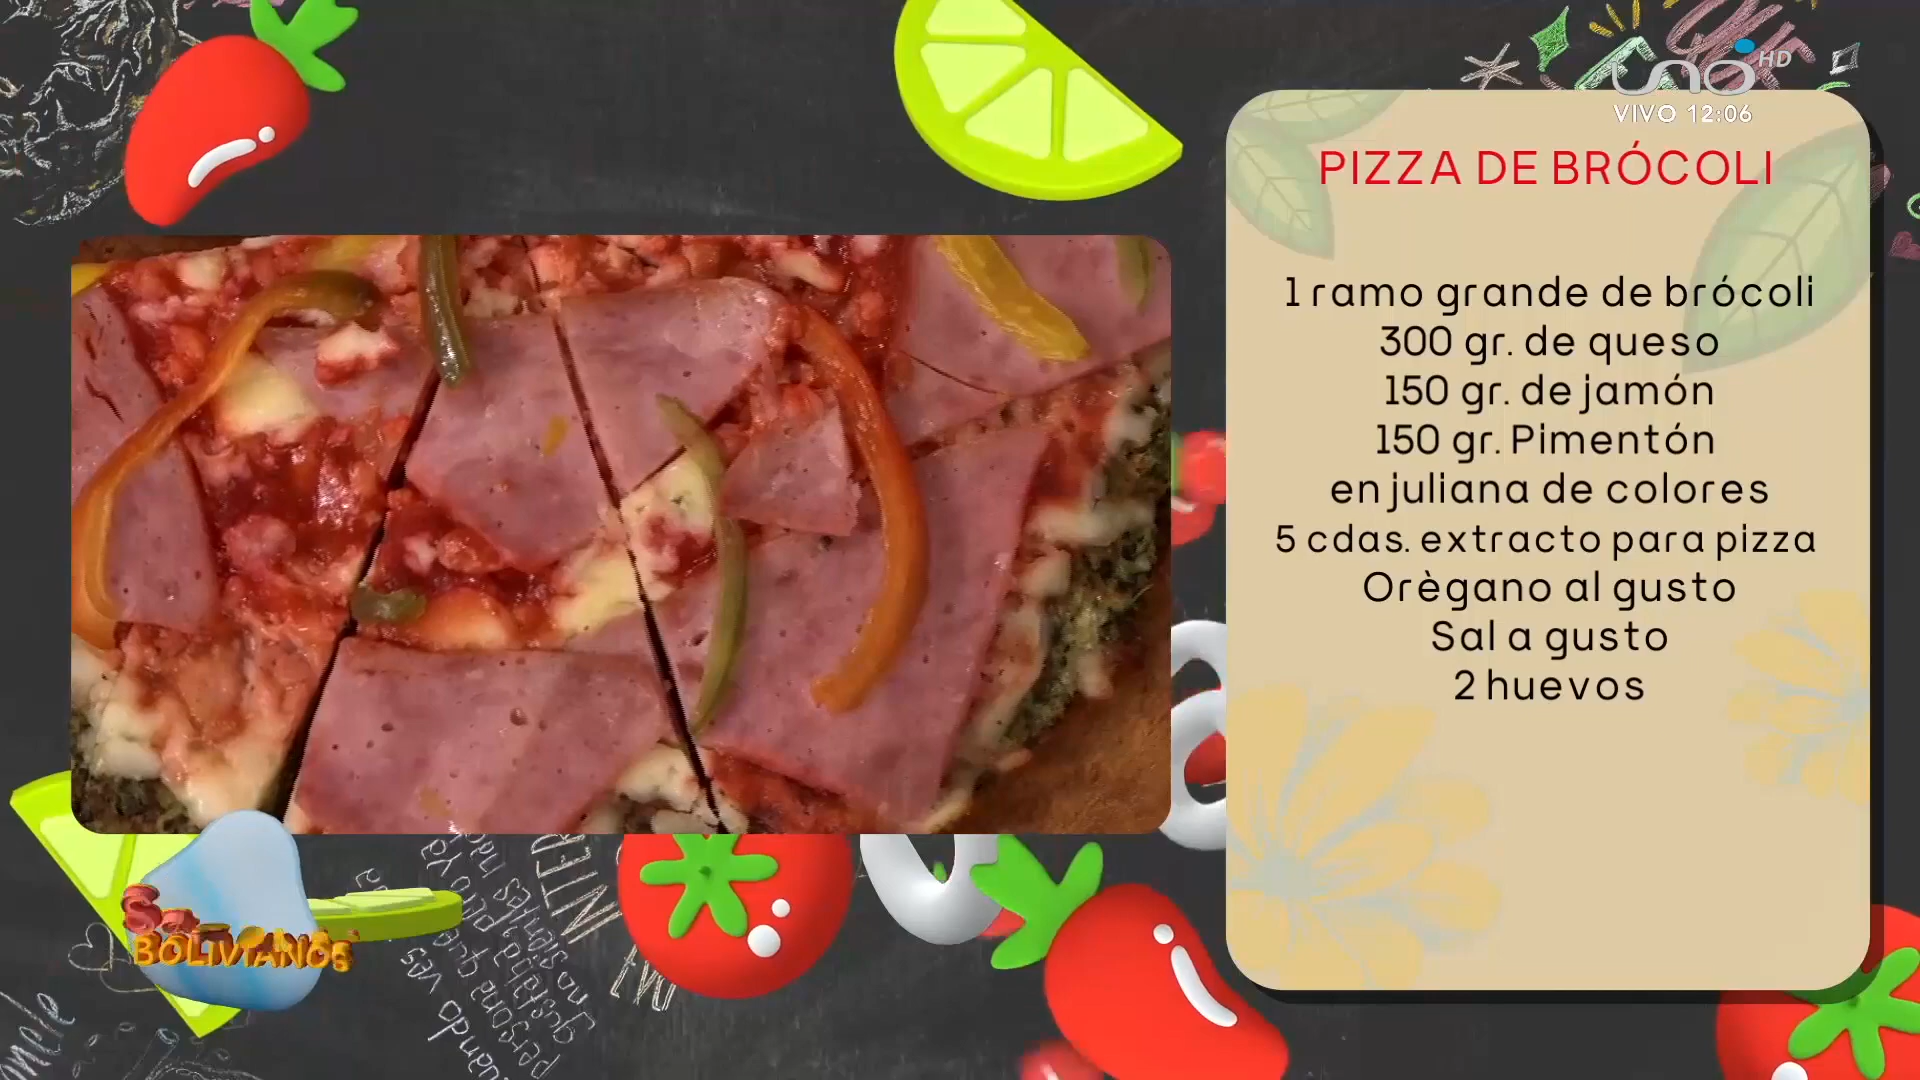 uno HD
VIVO 12:06
PIZZA DE BRÓCOLI
1 ramo grande de brócoli
300 gr. de queso
150 gr. de jamón
150 gr. Pimentón
en juliana de colores
5 cdas. extracto para pizza
Orègano al gusto
Sal a gusto
2 huevos
BOLIVIANOS